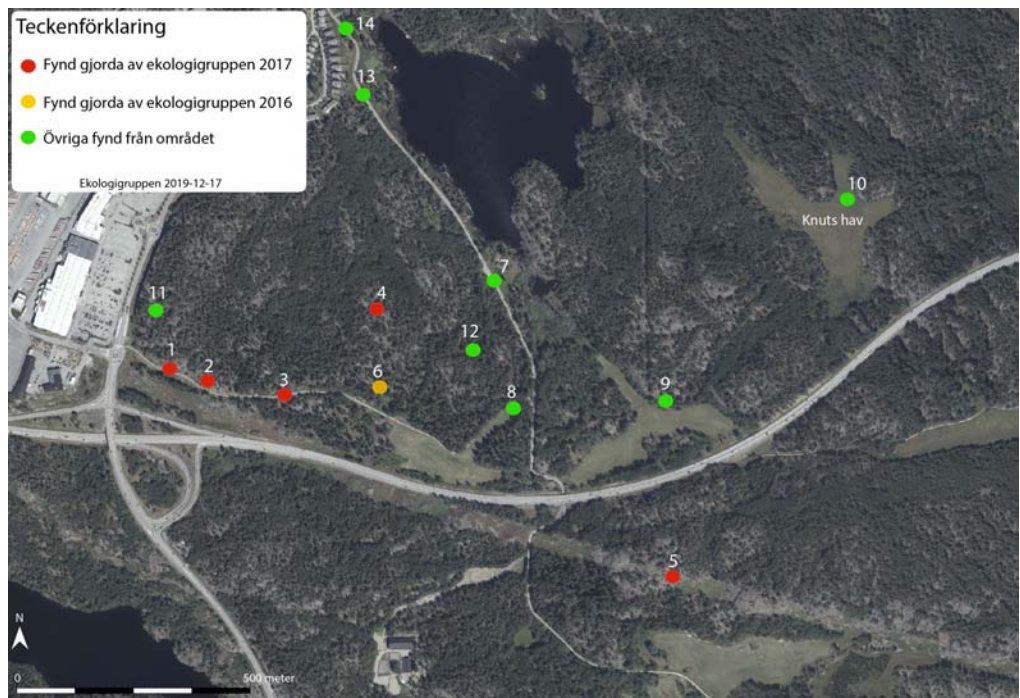 Teckenförklaring
Fynd gjorda av ekologigruppen 2017
Fynd gjorda av ekologigruppen 2016
Övriga fynd från området
Ekologigruppen 2019-12-17
14
13
10
Knuts hav
7
11
4
12
1
2
3
6
8
9
5
N
0
500 meter